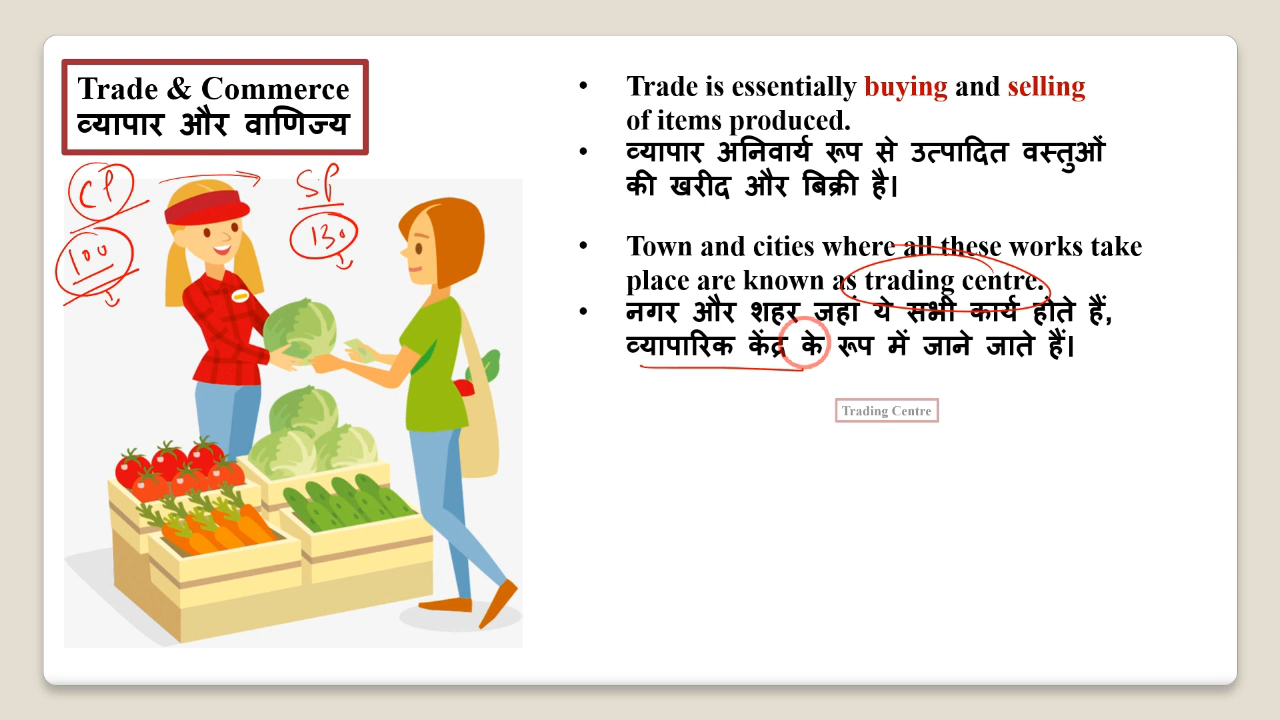 Trade & Commerce
व्यापार और वाणिज्य
CP
SP
100
130
• Trade is essentially buying and selling
of items produced.
• व्यापार अनिवार्य रूप से उत्पादित वस्तुओं
की खरीद और बिक्री है।
• Town and cities where all these works take
place are known as trading centre.
• नगर और शहर जहां ये सभी कार्य होते हैं,
व्यापारिक केंद्र के रूप में जाने जाते हैं।
Trading Centre